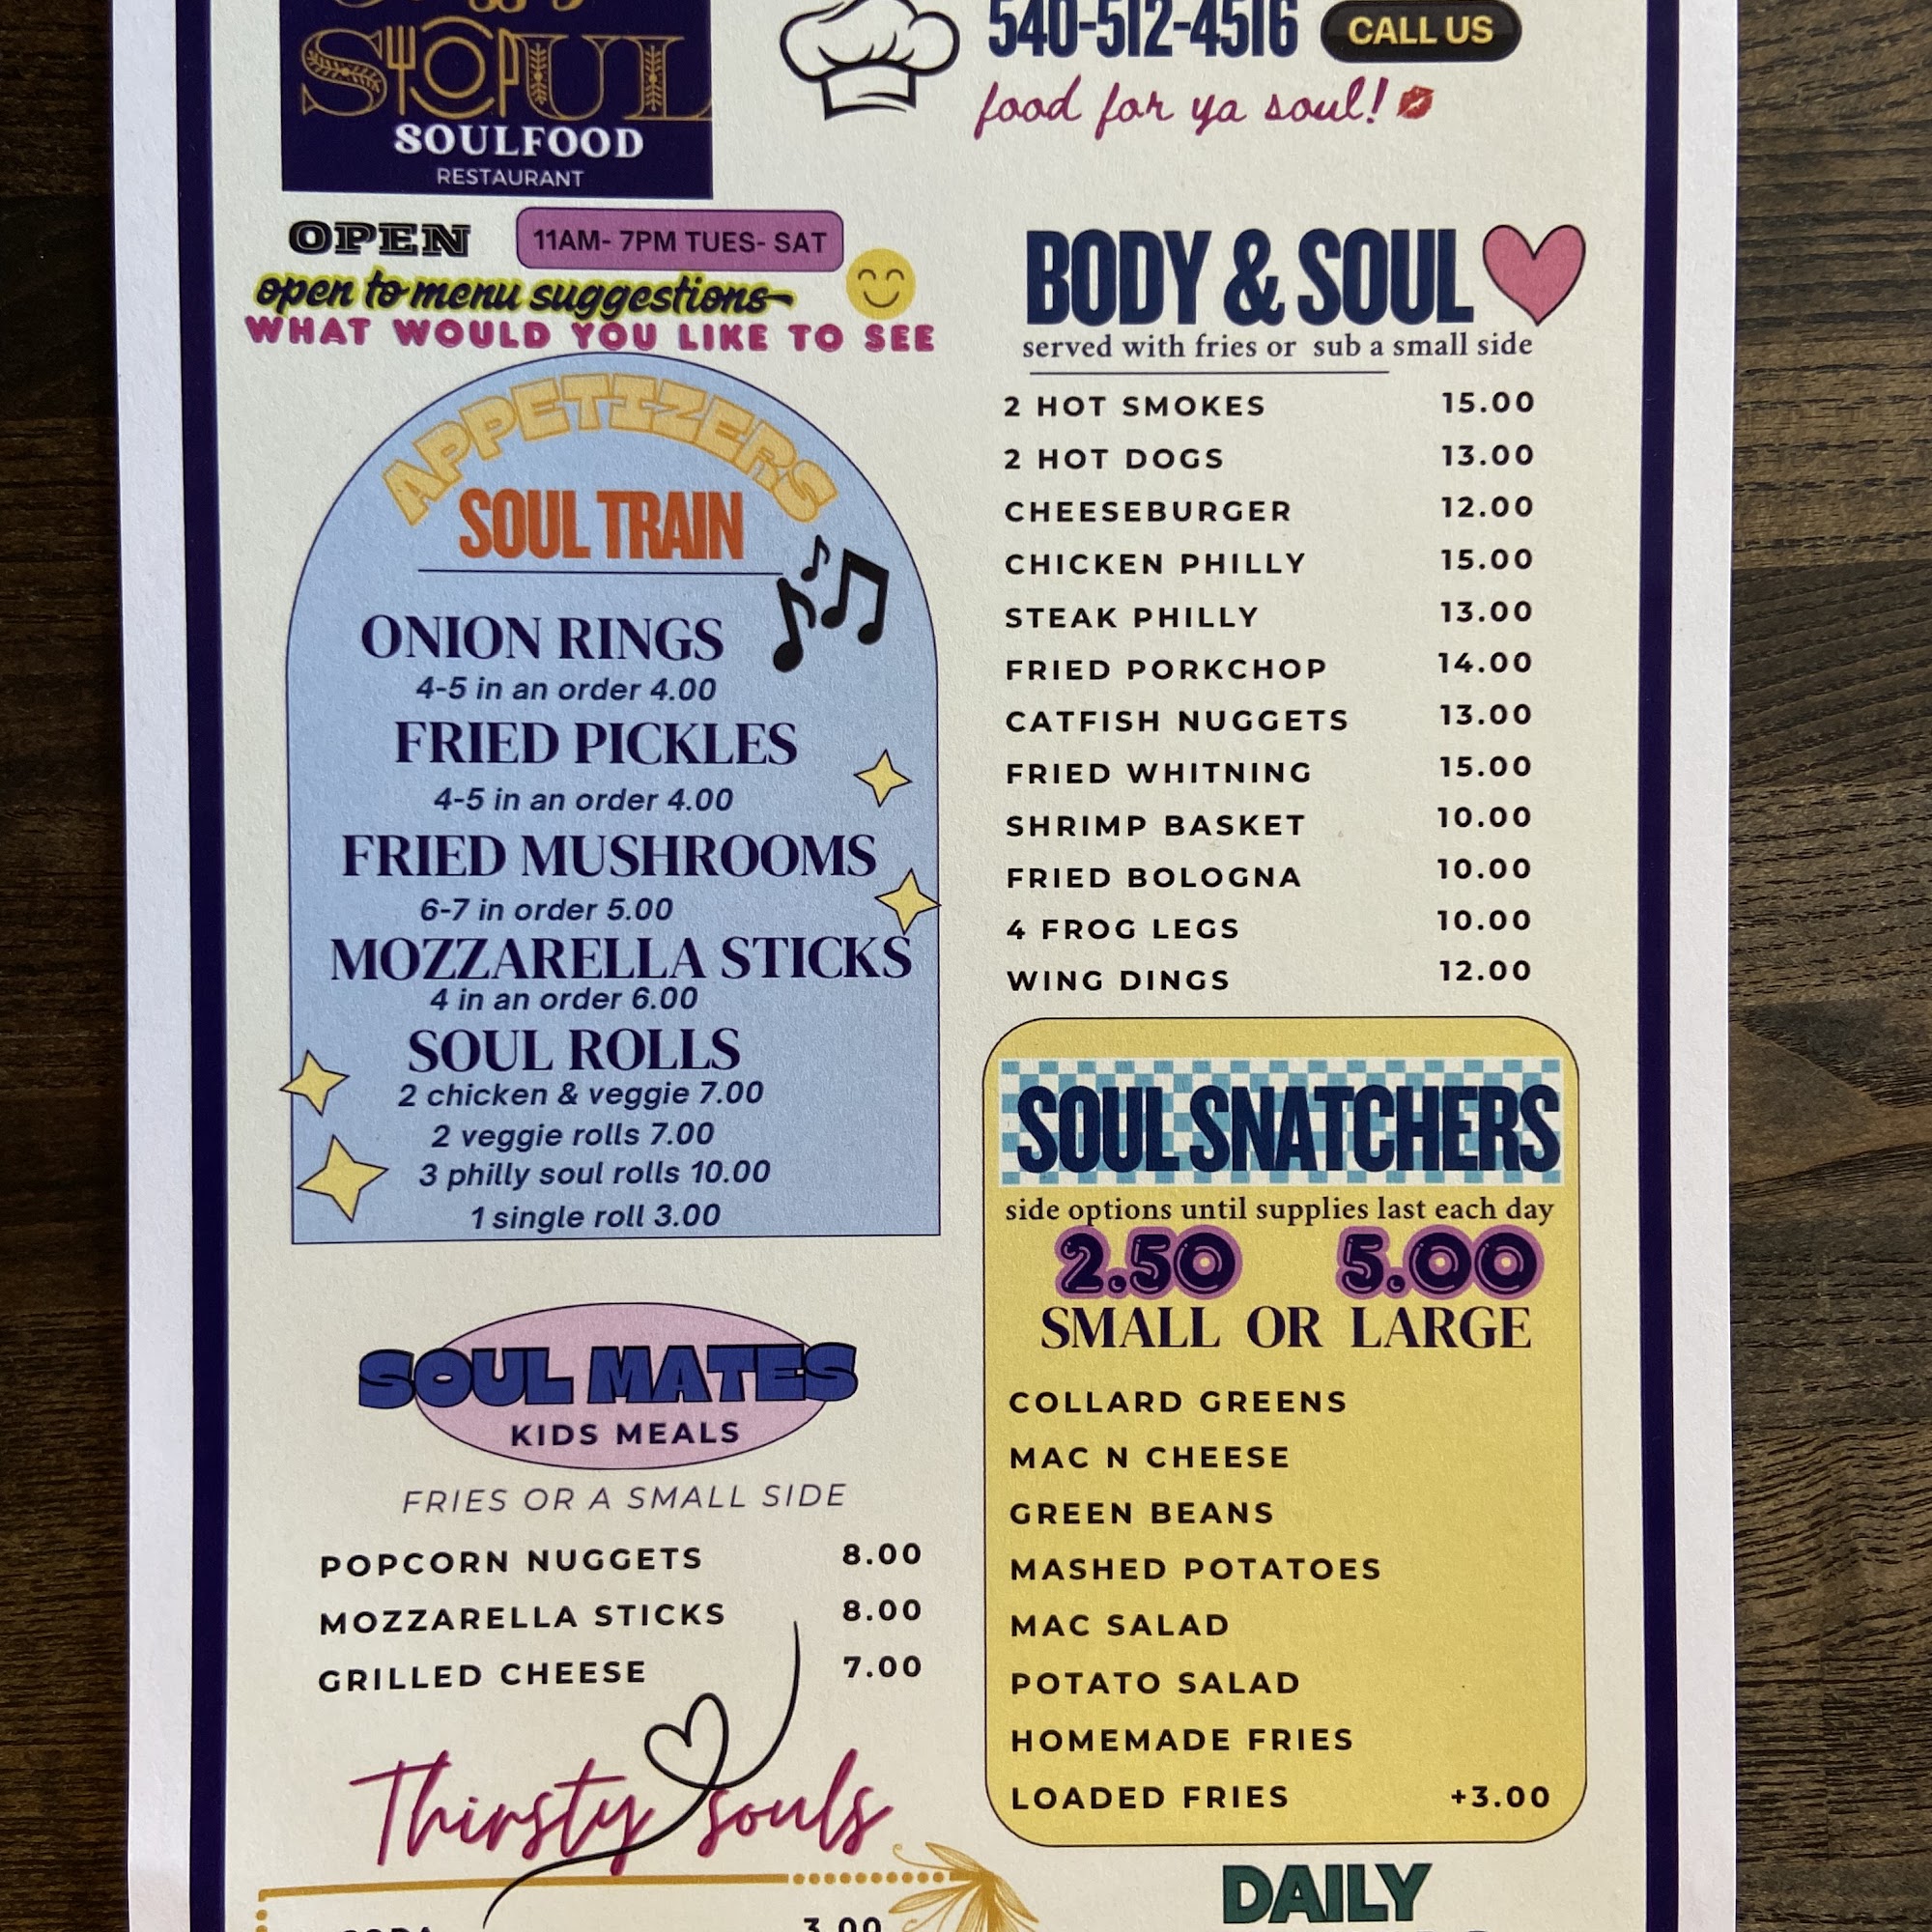 SOUL
SOULFOOD
RESTAURANT
540-512-4516 CALL US
food for ya soul!
OPEN 11AM- 7PM TUES- SAT
open to menu suggestions
WHAT WOULD YOU LIKE TO SEE
APPETIZERS
SOUL TRAIN
ONION RINGS
4-5 in an order 4.00
FRIED PICKLES
4-5 in an order 4.00
FRIED MUSHROOMS
6-7 in order 5.00
MOZZARELLA STICKS
4 in an order 6.00
SOUL ROLLS
2 chicken & veggie 7.00
2 veggie rolls 7.00
3 philly soul rolls 10.00
1 single roll 3.00
SOUL MATES
KIDS MEALS
FRIES OR A SMALL SIDE
POPCORN NUGGETS 8.00
MOZZARELLA STICKS 8.00
GRILLED CHEESE 7.00
Thirsty souls
SODA 3.00
BODY & SOUL
served with fries or sub a small side
2 HOT SMOKES 15.00
2 HOT DOGS 13.00
CHEESEBURGER 12.00
CHICKEN PHILLY 15.00
STEAK PHILLY 13.00
FRIED PORKCHOP 14.00
CATFISH NUGGETS 13.00
FRIED WHITNING 15.00
SHRIMP BASKET 10.00
FRIED BOLOGNA 10.00
4 FROG LEGS 10.00
WING DINGS 12.00
SOUL SNATCHERS
side options until supplies last each day
2.50 5.00
SMALL OR LARGE
COLLARD GREENS
MAC N CHEESE
GREEN BEANS
MASHED POTATOES
MAC SALAD
POTATO SALAD
HOMEMADE FRIES
LOADED FRIES +3.00
DAILY